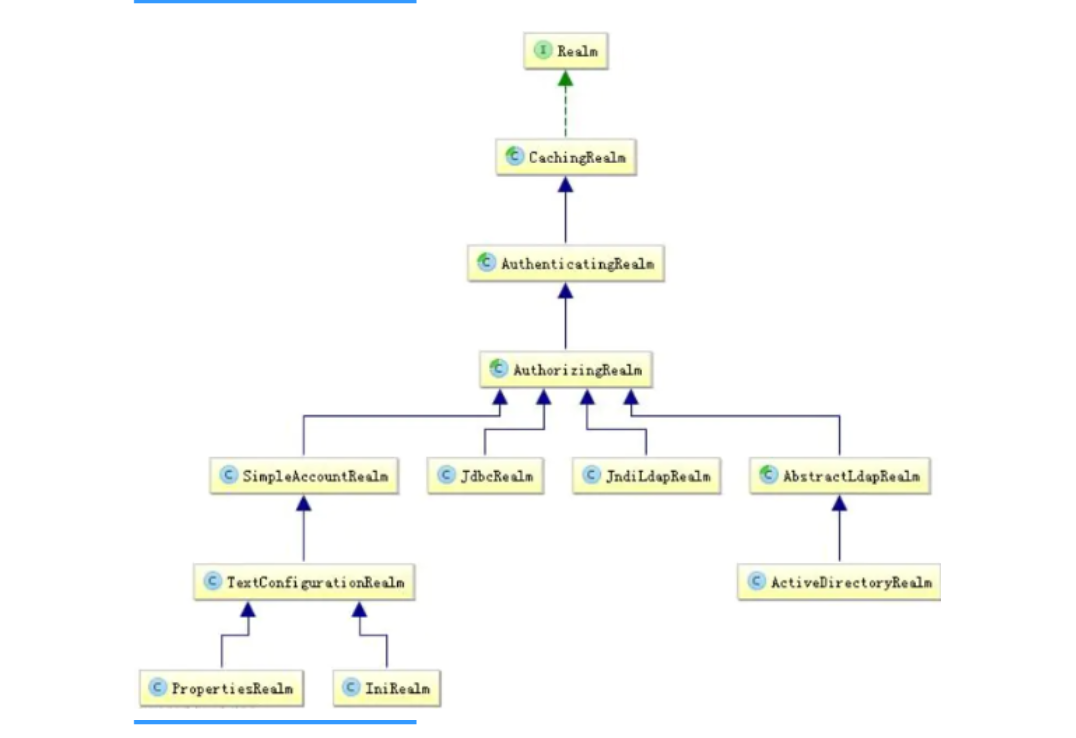 I Realm
C CachingRealm
C AuthenticatingRealm
C AuthorizingRealm
C SimpleAccountRealm
C JdbcRealm
C JndiLdapRealm
C AbstractLdapRealm
C TextConfigurationRealm
C ActiveDirectoryRealm
C PropertiesRealm
C IniRealm